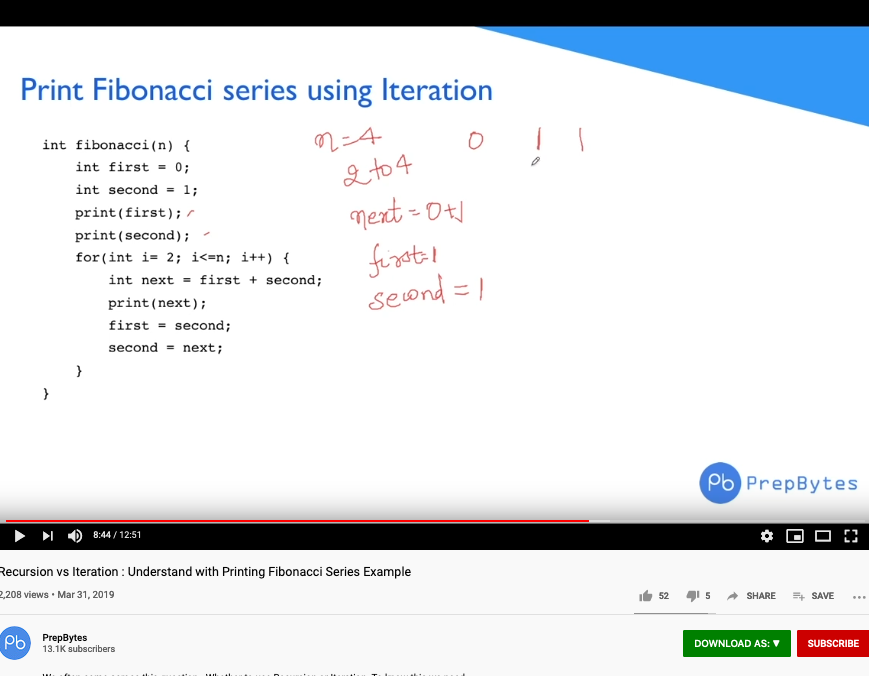 Print Fibonacci series using Iteration
int fibonacci(n) {
int first = 0;
int second = 1;
print(first);
print(second);
for(int i= 2; i<=n; i++) {
int next = first + second;
print(next);
first = second;
second = next;
}
}
n=4
0 1 1
2 to 4
next = 0+1
first=1
second = 1
Pb PrepBytes
8:44 / 12:51
Recursion vs Iteration : Understand with Printing Fibonacci Series Example
2,208 views • Mar 31, 2019
52
5
SHARE
SAVE
Pb
PrepBytes
13.1K subscribers
DOWNLOAD AS: ▼
SUBSCRIBE